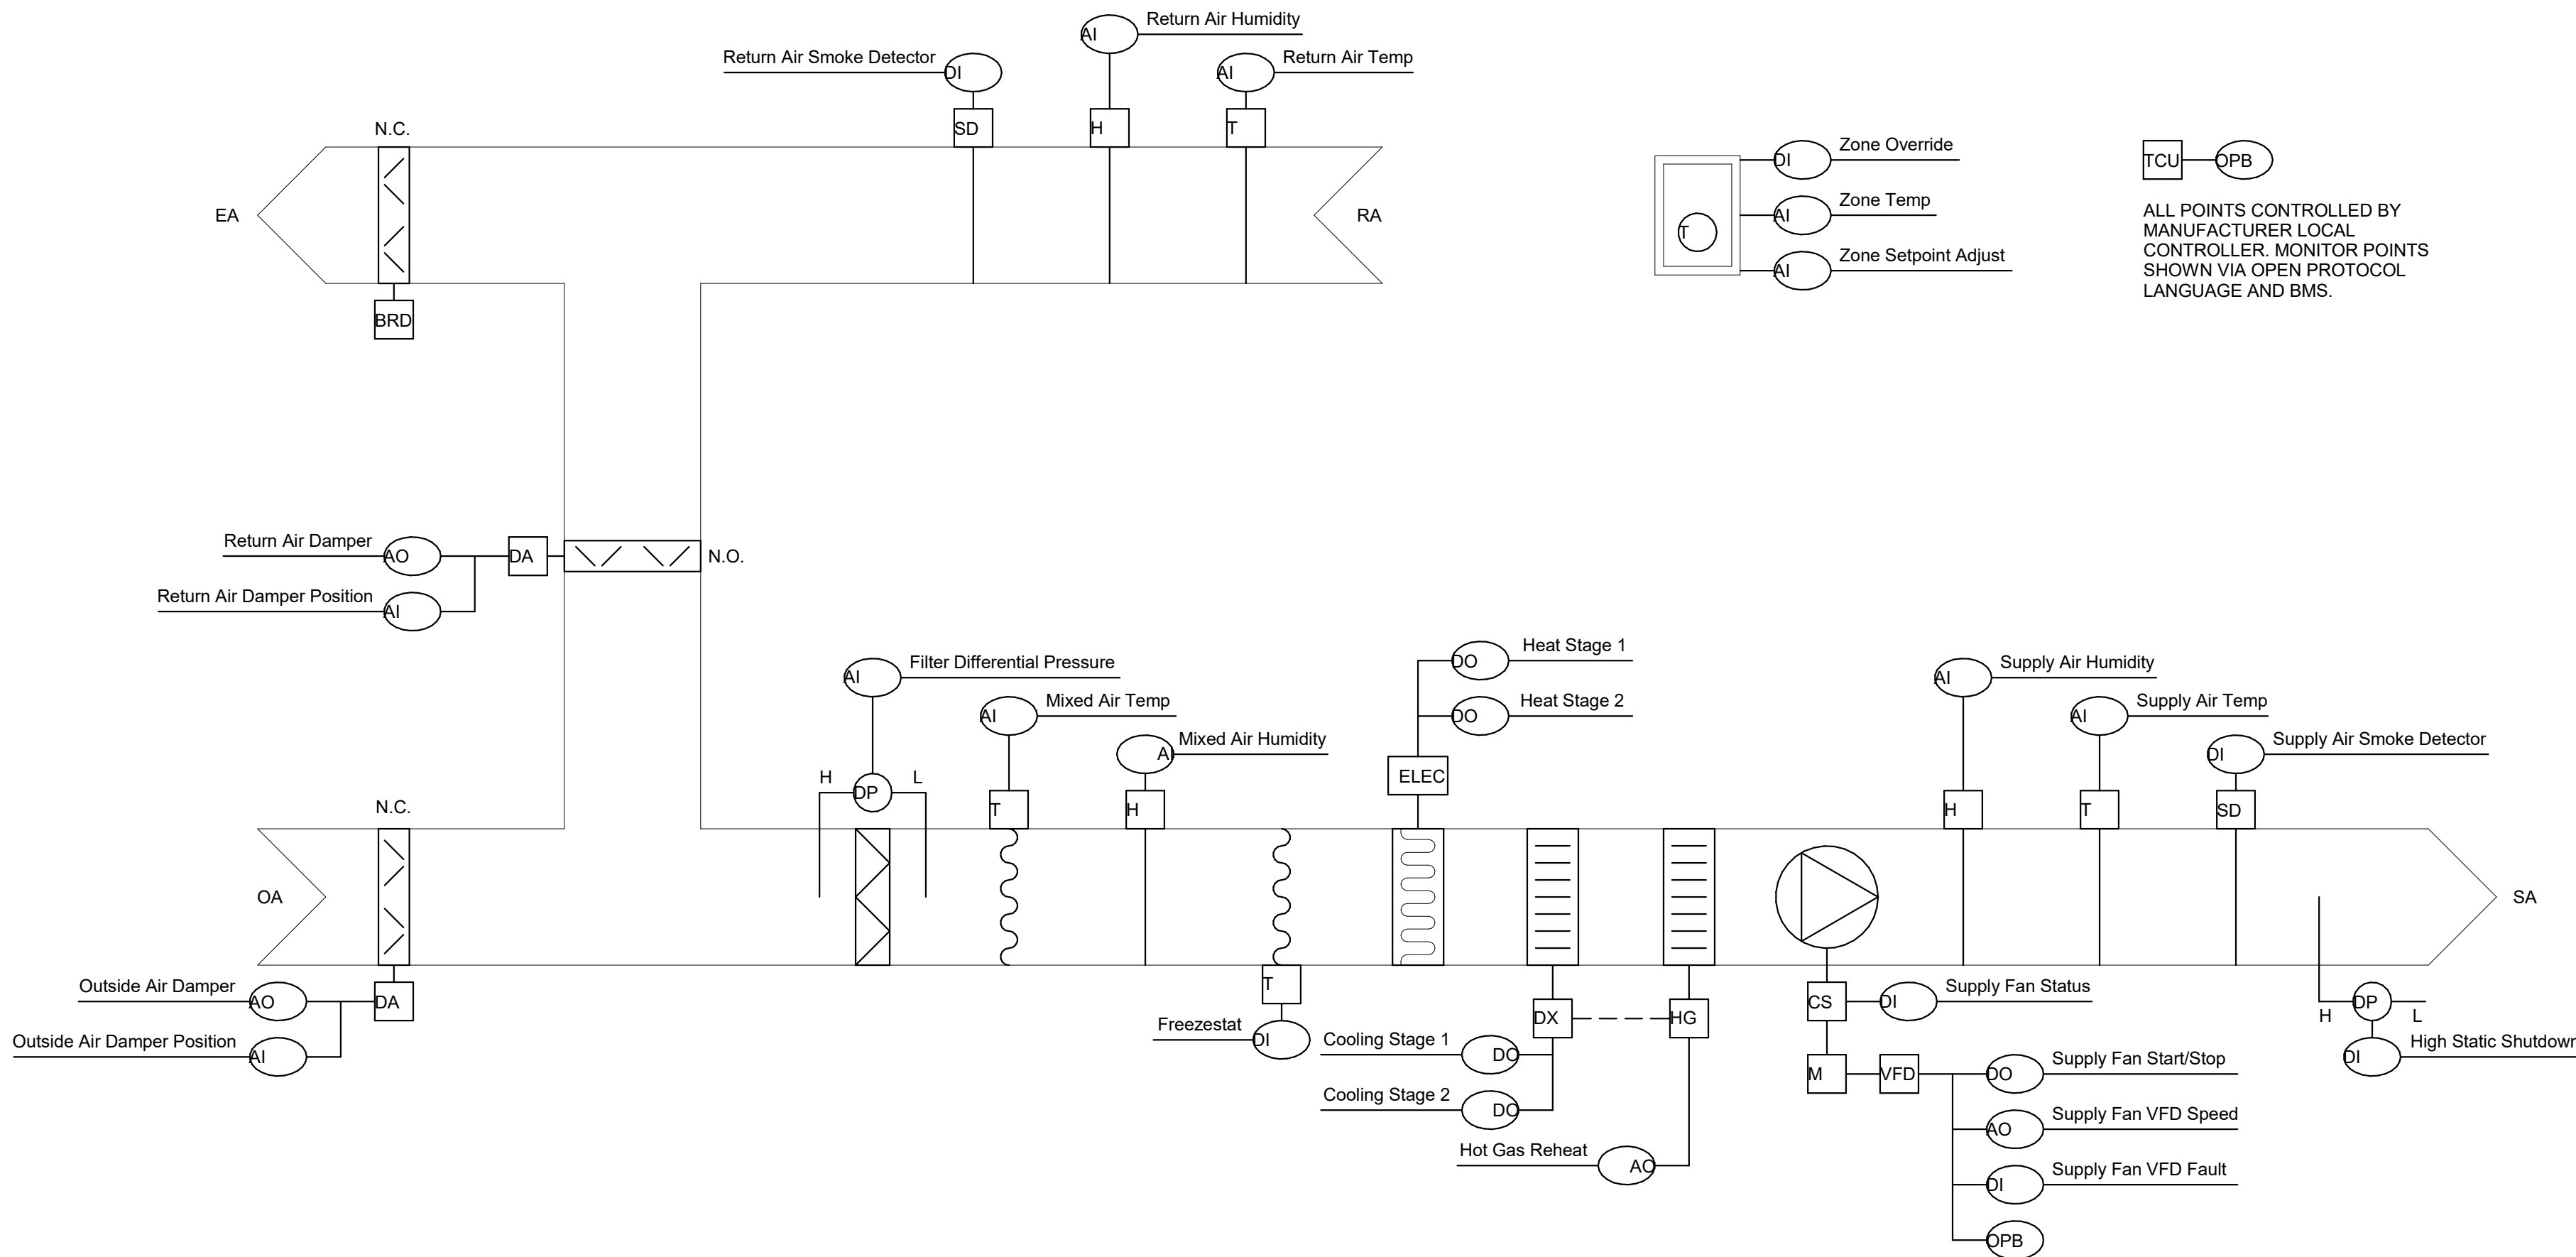 Return Air Humidity
AI
Return Air Smoke Detector
DI
Return Air Temp
AI
SD
H
T
N.C.
EA
RA
BRD
Zone Override
DI
Zone Temp
AI
T
Zone Setpoint Adjust
AI
TCU
OPB
ALL POINTS CONTROLLED BY
MANUFACTURER LOCAL
CONTROLLER. MONITOR POINTS
SHOWN VIA OPEN PROTOCOL
LANGUAGE AND BMS.
Return Air Damper
AO
DA
N.O.
Return Air Damper Position
AI
Filter Differential Pressure
AI
Mixed Air Temp
AI
Mixed Air Humidity
AI
H
DP
L
T
H
Heat Stage 1
DO
Heat Stage 2
DO
ELEC
Supply Air Humidity
AI
Supply Air Temp
AI
Supply Air Smoke Detector
DI
H
T
SD
N.C.
OA
SA
Outside Air Damper
AO
DA
Outside Air Damper Position
AI
T
Freezestat
DI
DX
HG
Cooling Stage 1
DO
Cooling Stage 2
DO
Hot Gas Reheat
AO
CS
DI
Supply Fan Status
M
VFD
DO
Supply Fan Start/Stop
AO
Supply Fan VFD Speed
DI
Supply Fan VFD Fault
OPB
H
DP
L
DI
High Static Shutdown